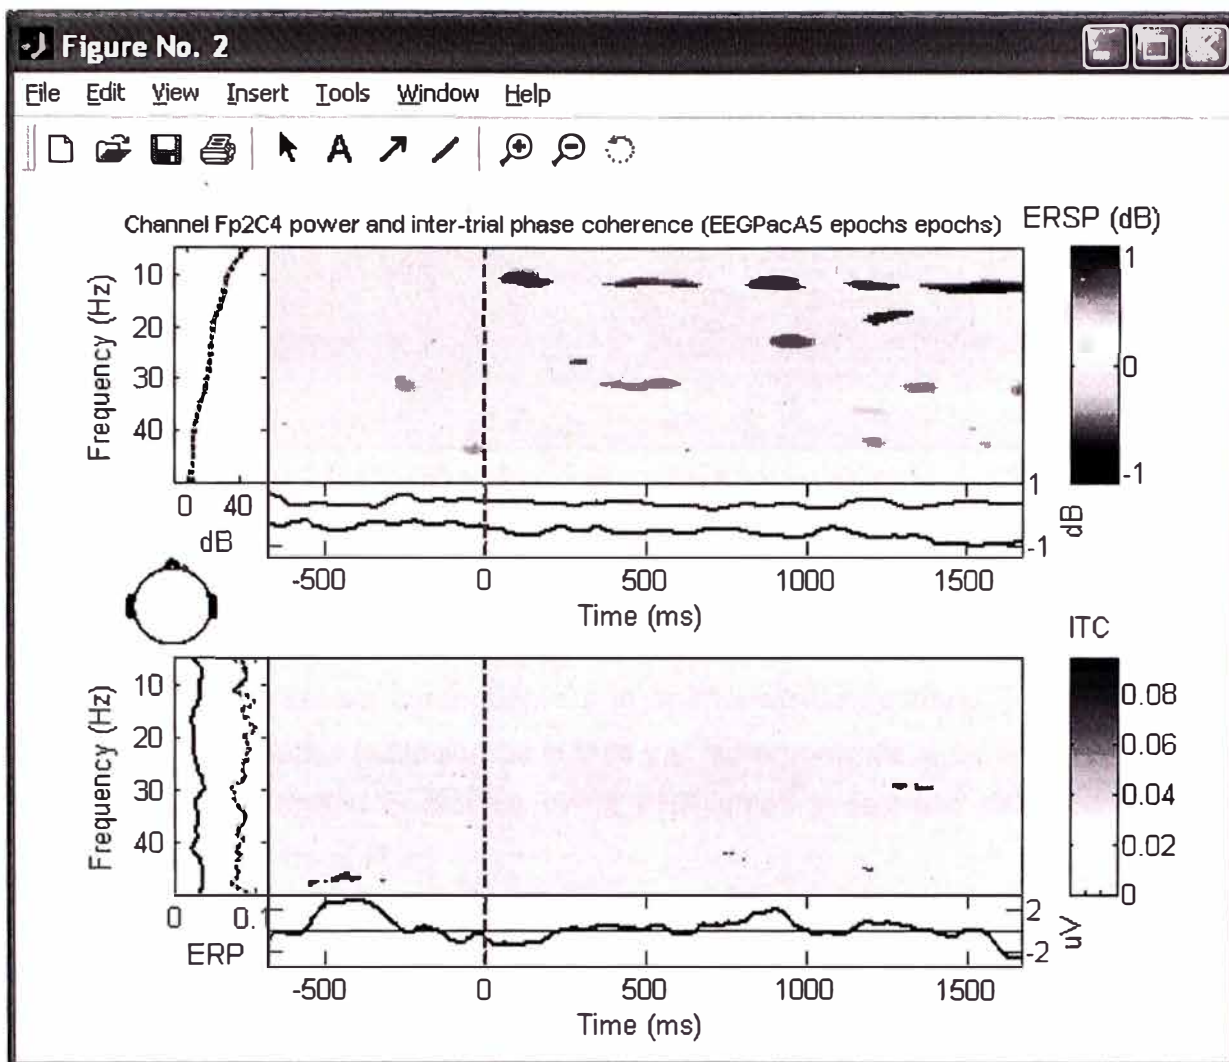 Figure No. 2
File Edit View Insert Tools Window Help
A
Channel Fp2C4 power and inter-trial phase coherence (EEGPacA5 epochs epochs)
ERSP (dB)
Frequency (Hz)
10
20
30
40
0 40
dB
1
0
-1
1
-1
dB
-500 0 500 1000 1500
Time (ms)
ITC
Frequency (Hz)
10
20
30
40
0 0.
ERP
0.08
0.06
0.04
0.02
0
2
-2
uV
-500 0 500 1000 1500
Time (ms)